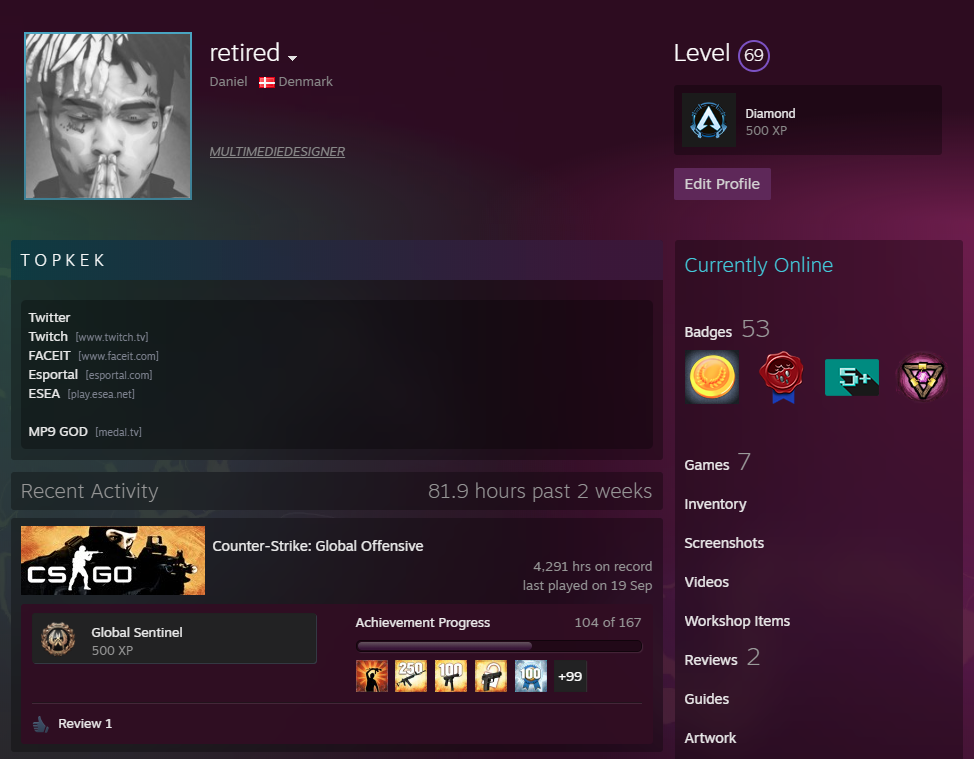 retired
Daniel Denmark
MULTIMEDIEDESIGNER
Level 69
Diamond
500 XP
Edit Profile
TOPKEK
Twitter
Twitch [www.twitch.tv]
FACEIT [www.faceit.com]
Esportal [esportal.com]
ESEA [play.esea.net]
MP9 GOD [medal.tv]
Recent Activity 81.9 hours past 2 weeks
CS GO
Counter-Strike: Global Offensive
4,291 hrs on record
last played on 19 Sep
Global Sentinel
500 XP
Achievement Progress 104 of 167
250 100 100 +99
Review 1
Currently Online
Badges 53
5+
Games 7
Inventory
Screenshots
Videos
Workshop Items
Reviews 2
Guides
Artwork